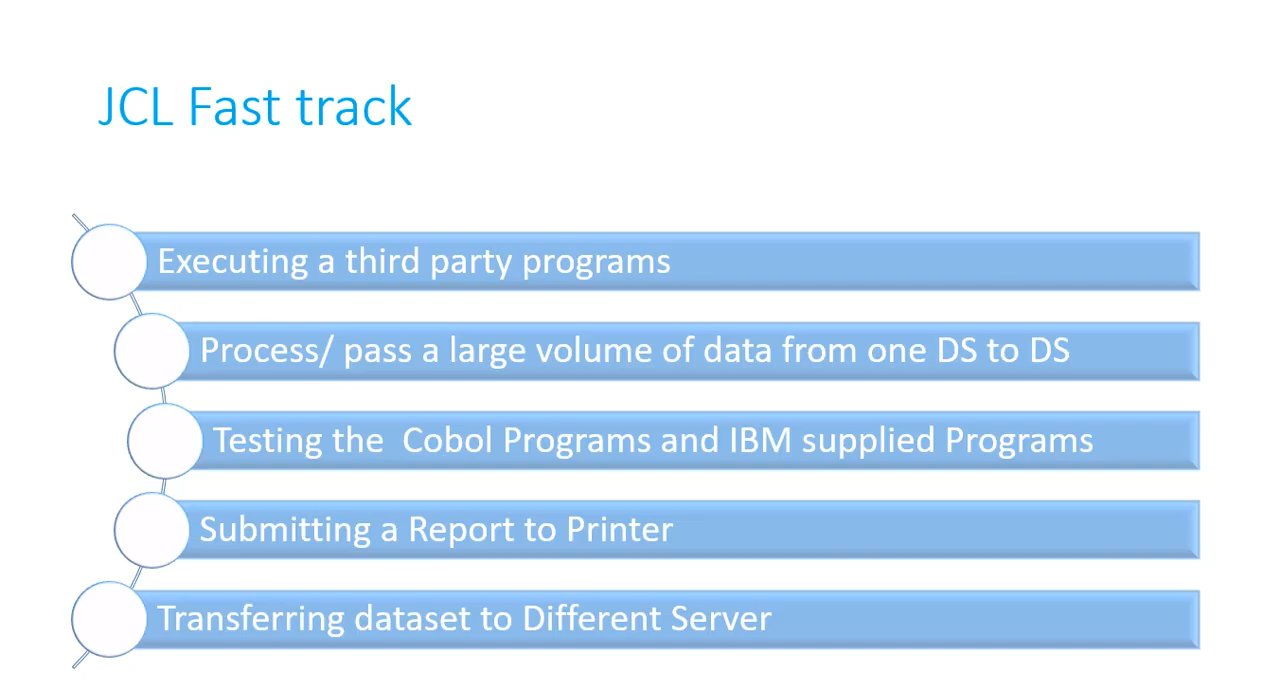 JCL Fast track
Executing a third party programs
Process/ pass a large volume of data from one DS to DS
Testing the  Cobol Programs and IBM supplied Programs
Submitting a Report to Printer
Transferring dataset to Different Server